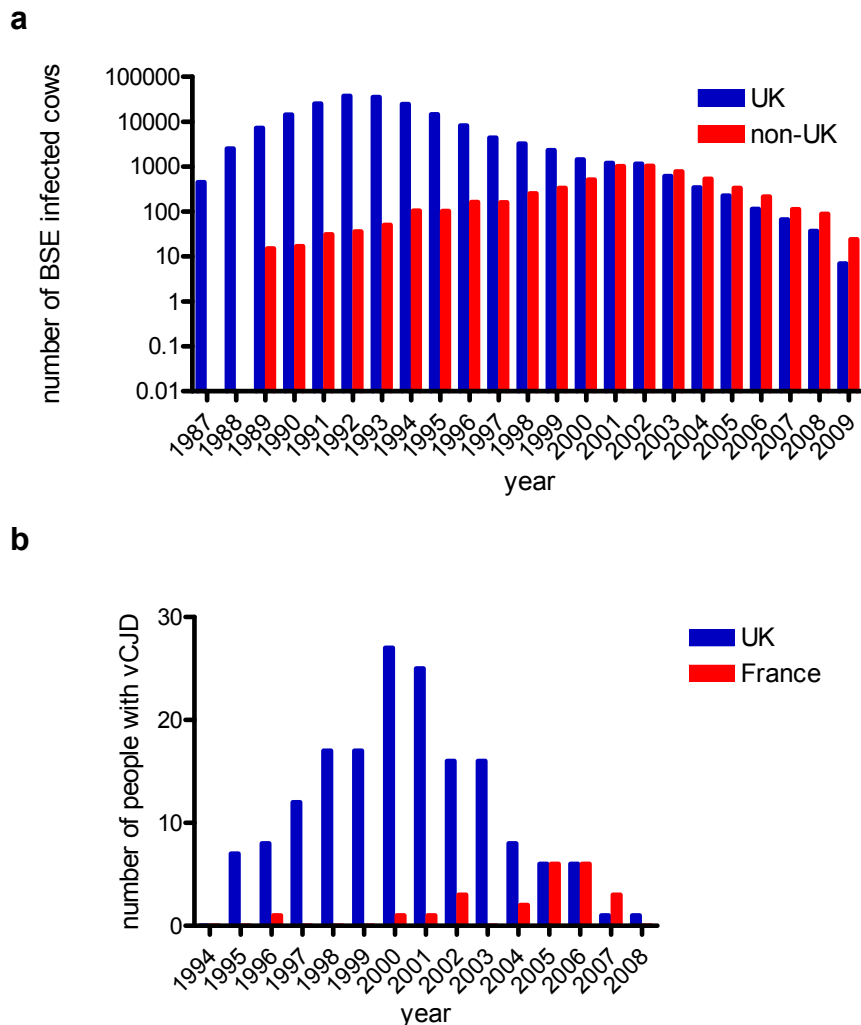 a
number of BSE infected cows
100000
10000
1000
100
10
1
0.1
0.01
UK
non-UK
1987 1988 1989 1990 1991 1992 1993 1994 1995 1996 1997 1998 1999 2000 2001 2002 2003 2004 2005 2006 2007 2008 2009
year
b
number of people with vCJD
30
20
10
0
UK
France
1994 1995 1996 1997 1998 1999 2000 2001 2002 2003 2004 2005 2006 2007 2008
year